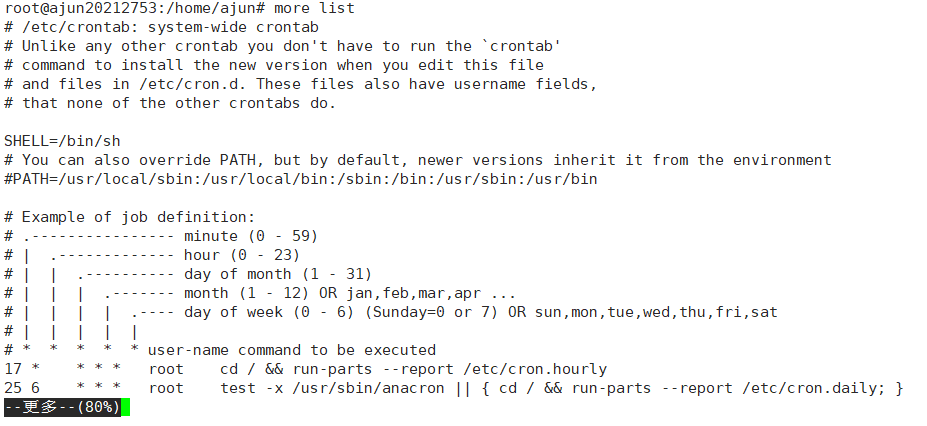 root@ajun20212753:/home/ajun# more list
# /etc/crontab: system-wide crontab
# Unlike any other crontab you don't have to run the `crontab'
# command to install the new version when you edit this file
# and files in /etc/cron.d. These files also have username fields,
# that none of the other crontabs do.

SHELL=/bin/sh
# You can also override PATH, but by default, newer versions inherit it from the environment
#PATH=/usr/local/sbin:/usr/local/bin:/sbin:/bin:/usr/sbin:/usr/bin

# Example of job definition:
# .---------------- minute (0 - 59)
# |  .------------- hour (0 - 23)
# |  |  .---------- day of month (1 - 31)
# |  |  |  .------- month (1 - 12) OR jan,feb,mar,apr ...
# |  |  |  |  .---- day of week (0 - 6) (Sunday=0 or 7) OR sun,mon,tue,wed,thu,fri,sat
# |  |  |  |  |
# *  *  *  *  * user-name command to be executed
17 *    * * *   root    cd / && run-parts --report /etc/cron.hourly
25 6    * * *   root    test -x /usr/sbin/anacron || { cd / && run-parts --report /etc/cron.daily; }
--更多--(80%)